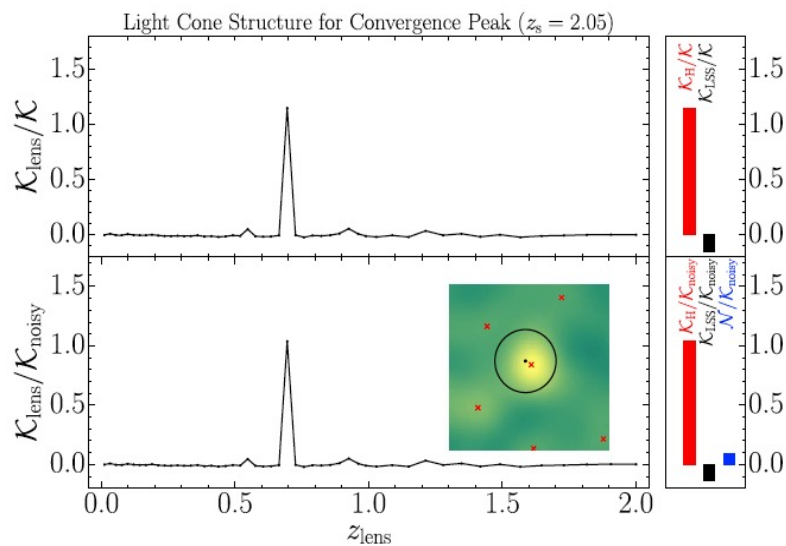 Light Cone Structure for Convergence Peak (z_s = 2.05)
1.5
1.0
0.5
0.0
K_lens/K
K_H/K
K_LSS/K
1.5
1.0
0.5
0.0
1.5
1.0
0.5
0.0
K_lens/K_noisy
K_H/K_noisy
K_LSS/K_noisy
N/K_noisy
1.5
1.0
0.5
0.0
0.0 0.5 1.0 1.5 2.0
z_lens